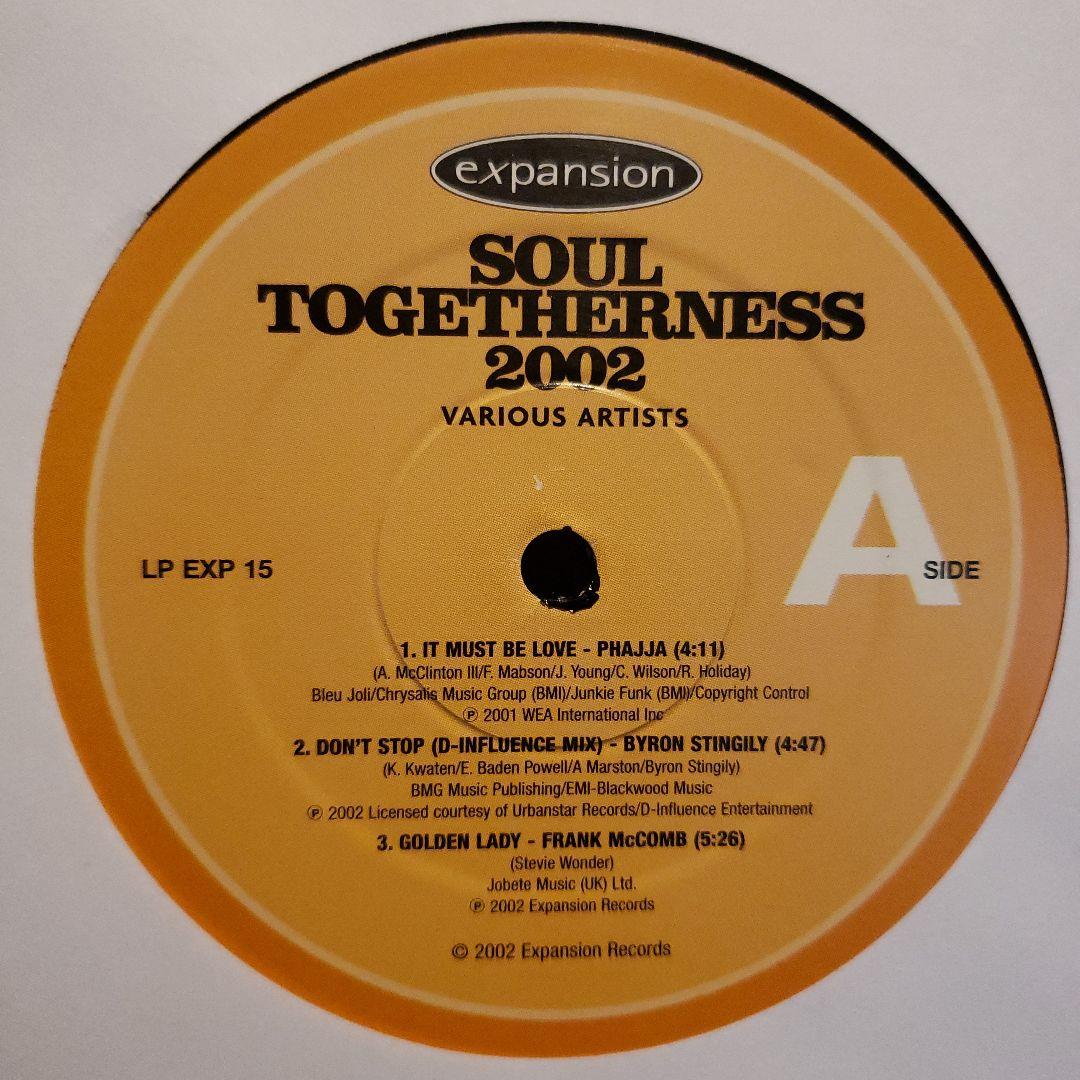 expansion
SOUL
TOGETHERNESS
2002
VARIOUS ARTISTS
LP EXP 15
A
SIDE
1. IT MUST BE LOVE - PHAJJA (4:11)
(A. McClinton III/F. Mabson/J. Young/C. Wilson/R. Holiday)
Bleu Joli/Chrysalis Music Group (BMI)/Junkie Funk (BMI)/Copyright Control
℗ 2001 WEA International Inc
2. DON'T STOP (D-INFLUENCE MIX) - BYRON STINGILY (4:47)
(K. Kwaten/E. Baden Powell/A Marston/Byron Stingily)
BMG Music Publishing/EMI-Blackwood Music
℗ 2002 Licensed courtesy of Urbanstar Records/D-Influence Entertainment
3. GOLDEN LADY - FRANK McCOMB (5:26)
(Stevie Wonder)
Jobete Music (UK) Ltd.
℗ 2002 Expansion Records
© 2002 Expansion Records